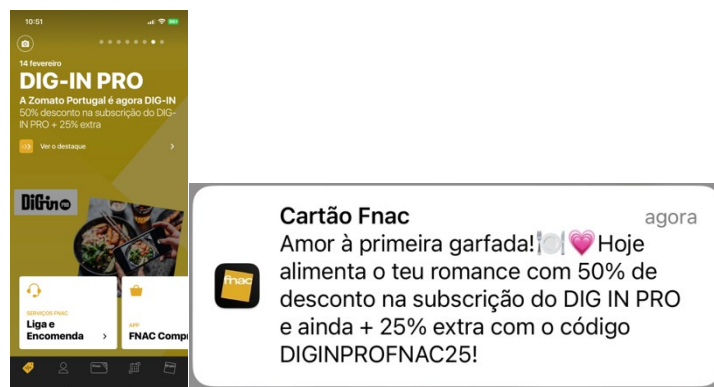 10:51
14 fevereiro
DIG-IN PRO
A Zomato Portugal é agora DIG-IN
50% desconto na subscrição do DIG-
IN PRO + 25% extra
Ver o destaque
DiGin
SERVIÇOS FNAC
Liga e
Encomenda
APP
FNAC Compr
Cartão Fnac
agora
Amor à primeira garfada!🍽️💗Hoje
alimenta o teu romance com 50% de
desconto na subscrição do DIG IN PRO
e ainda + 25% extra com o código
DIGINPROFNAC25!
fnac